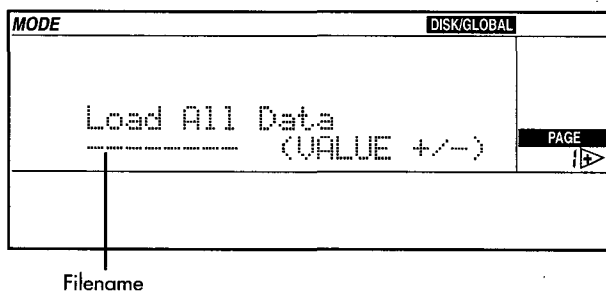 MODE DISK/GLOBAL
Load All Data
-------- (VALUE +/-)
PAGE
1+
Filename